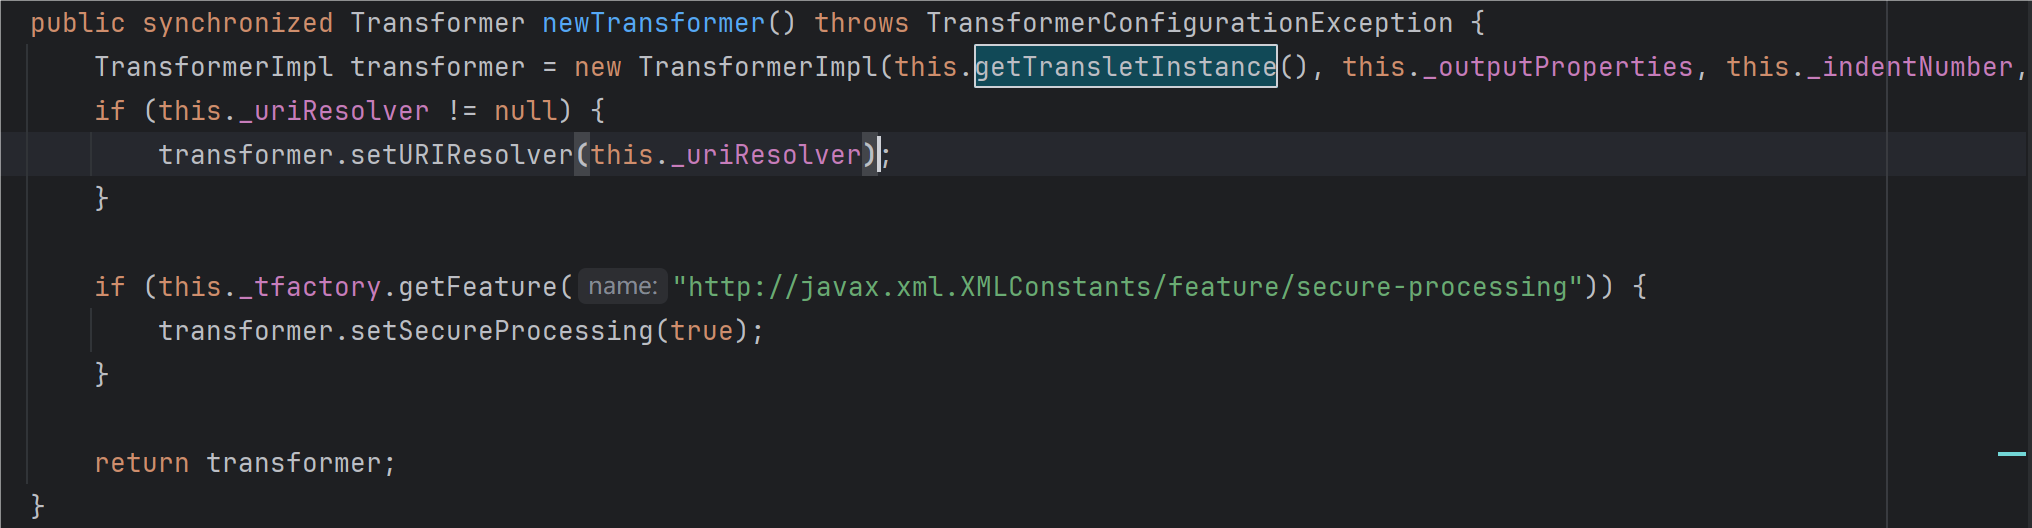 public synchronized Transformer newTransformer() throws TransformerConfigurationException {
TransformerImpl transformer = new TransformerImpl(this.getTransletInstance(), this._outputProperties, this._indentNumber,
if (this._uriResolver != null) {
transformer.setURIResolver(this._uriResolver);
}
if (this._tfactory.getFeature( name: "http://javax.xml.XMLConstants/feature/secure-processing")) {
transformer.setSecureProcessing(true);
}
return transformer;
}